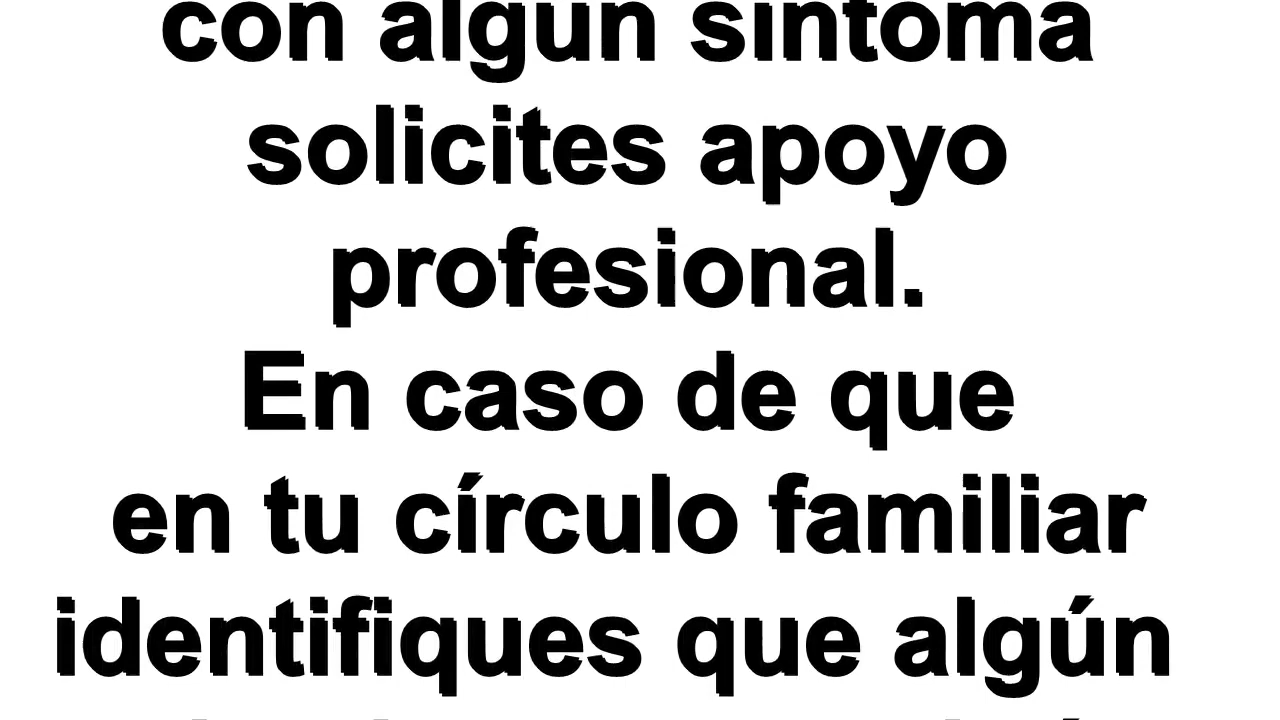 con algún síntoma
solicites apoyo
profesional.
En caso de que
en tu círculo familiar
identifiques que algún